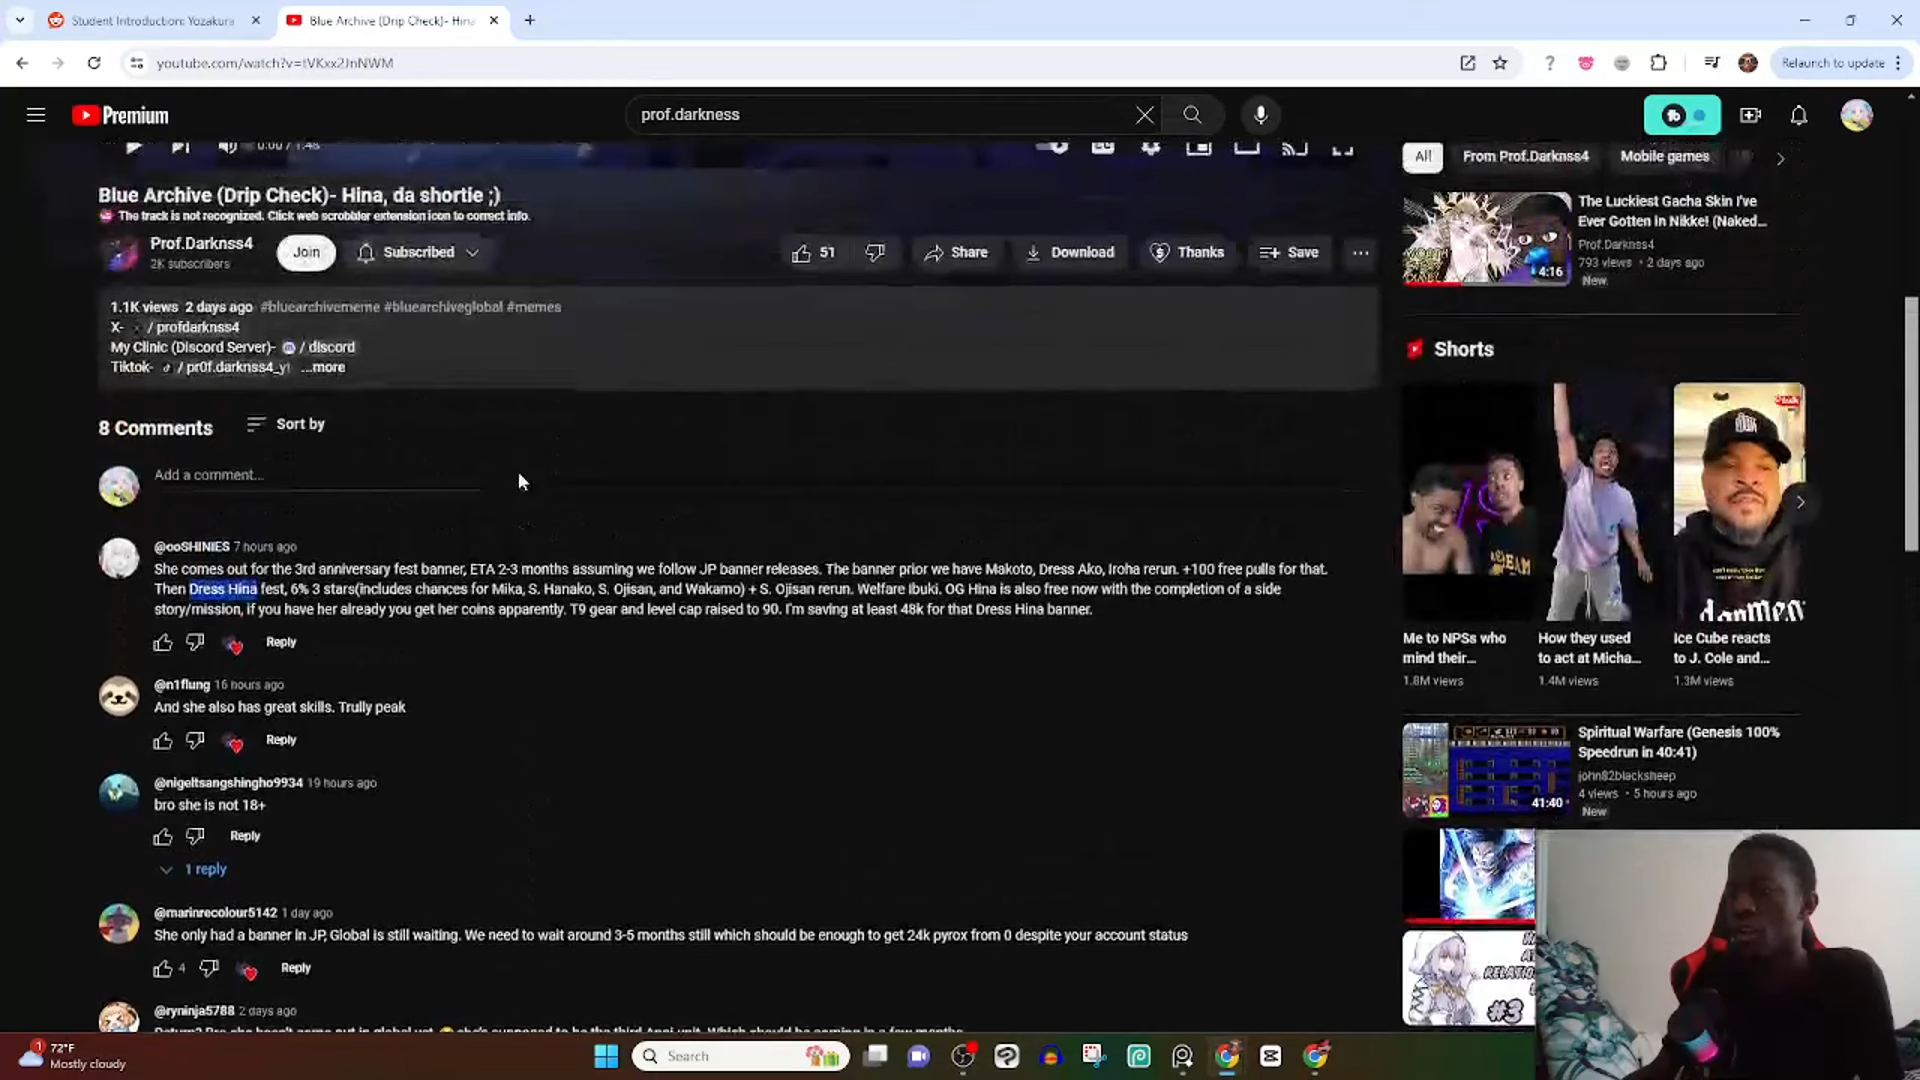 Student Introduction: Yozakura
Blue Archive (Drip Check)- Hina
youtube.com/watch?v=tVKxx2JnNWM
Relaunch to update
Premium
prof.darkness
0:00 / 1:48
Blue Archive (Drip Check)- Hina, da shortie ;)
The track is not recognized. Click web scrobbler extension icon to correct info.
Prof.Darknss4
2K subscribers
Join
Subscribed
51
Share
Download
Thanks
Save
1.1K views 2 days ago #bluearchivememe #bluearchiveglobal #memes
X- / profdarknss4
My Clinic (Discord Server)- / discord
Tiktok- / pr0f.darknss4_yt ...more
8 Comments
Sort by
Add a comment...
@ooSHINIES 7 hours ago
She comes out for the 3rd anniversary fest banner, ETA 2-3 months assuming we follow JP banner releases. The banner prior we have Makoto, Dress Ako, Iroha rerun. +100 free pulls for that.
Then Dress Hina fest, 6% 3 stars(includes chances for Mika, S. Hanako, S. Ojisan, and Wakamo) + S. Ojisan rerun. Welfare Ibuki. OG Hina is also free now with the completion of a side
story/mission, if you have her already you get her coins apparently. T9 gear and level cap raised to 90. I'm saving at least 48k for that Dress Hina banner.
Reply
@n1flung 16 hours ago
And she also has great skills. Trully peak
Reply
@nigeltsangshingho9934 19 hours ago
bro she is not 18+
Reply
1 reply
@marinrecolour5142 1 day ago
She only had a banner in JP, Global is still waiting. We need to wait around 3-5 months still which should be enough to get 24k pyrox from 0 despite your account status
4
Reply
@ryninja5788 2 days ago
All
From Prof.Darknss4
Mobile games
The Luckiest Gacha Skin I've
Ever Gotten In Nikke! (Naked...
Prof.Darknss4
793 views • 2 days ago
New
4:16
Shorts
Me to NPSs who
mind their...
1.8M views
How they used
to act at Micha...
1.4M views
Ice Cube reacts
to J. Cole and...
1.3M views
Spiritual Warfare (Genesis 100%
Speedrun in 40:41)
john82blacksheep
4 views • 5 hours ago
New
41:40
#3
1
72°F
Mostly cloudy
Search